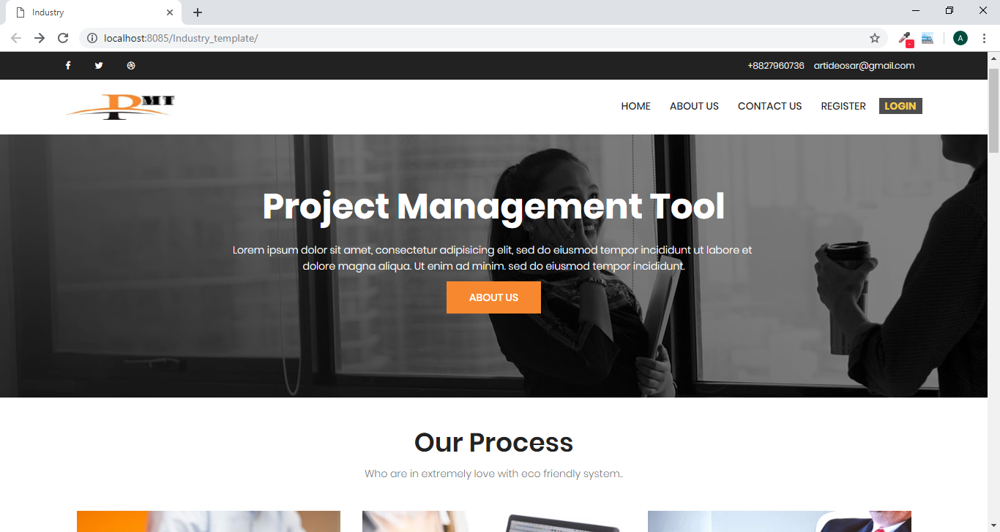 Industry
localhost:8085/Industry_template/
A
+8827960736 artideosar@gmail.com
PMT
HOME ABOUT US CONTACT US REGISTER LOGIN
Project Management Tool
Lorem ipsum dolor sit amet, consectetur adipisicing elit, sed do eiusmod tempor incididunt ut labore et
dolore magna aliqua. Ut enim ad minim. sed do eiusmod tempor incididunt.
ABOUT US
Our Process
Who are in extremely love with eco friendly system..